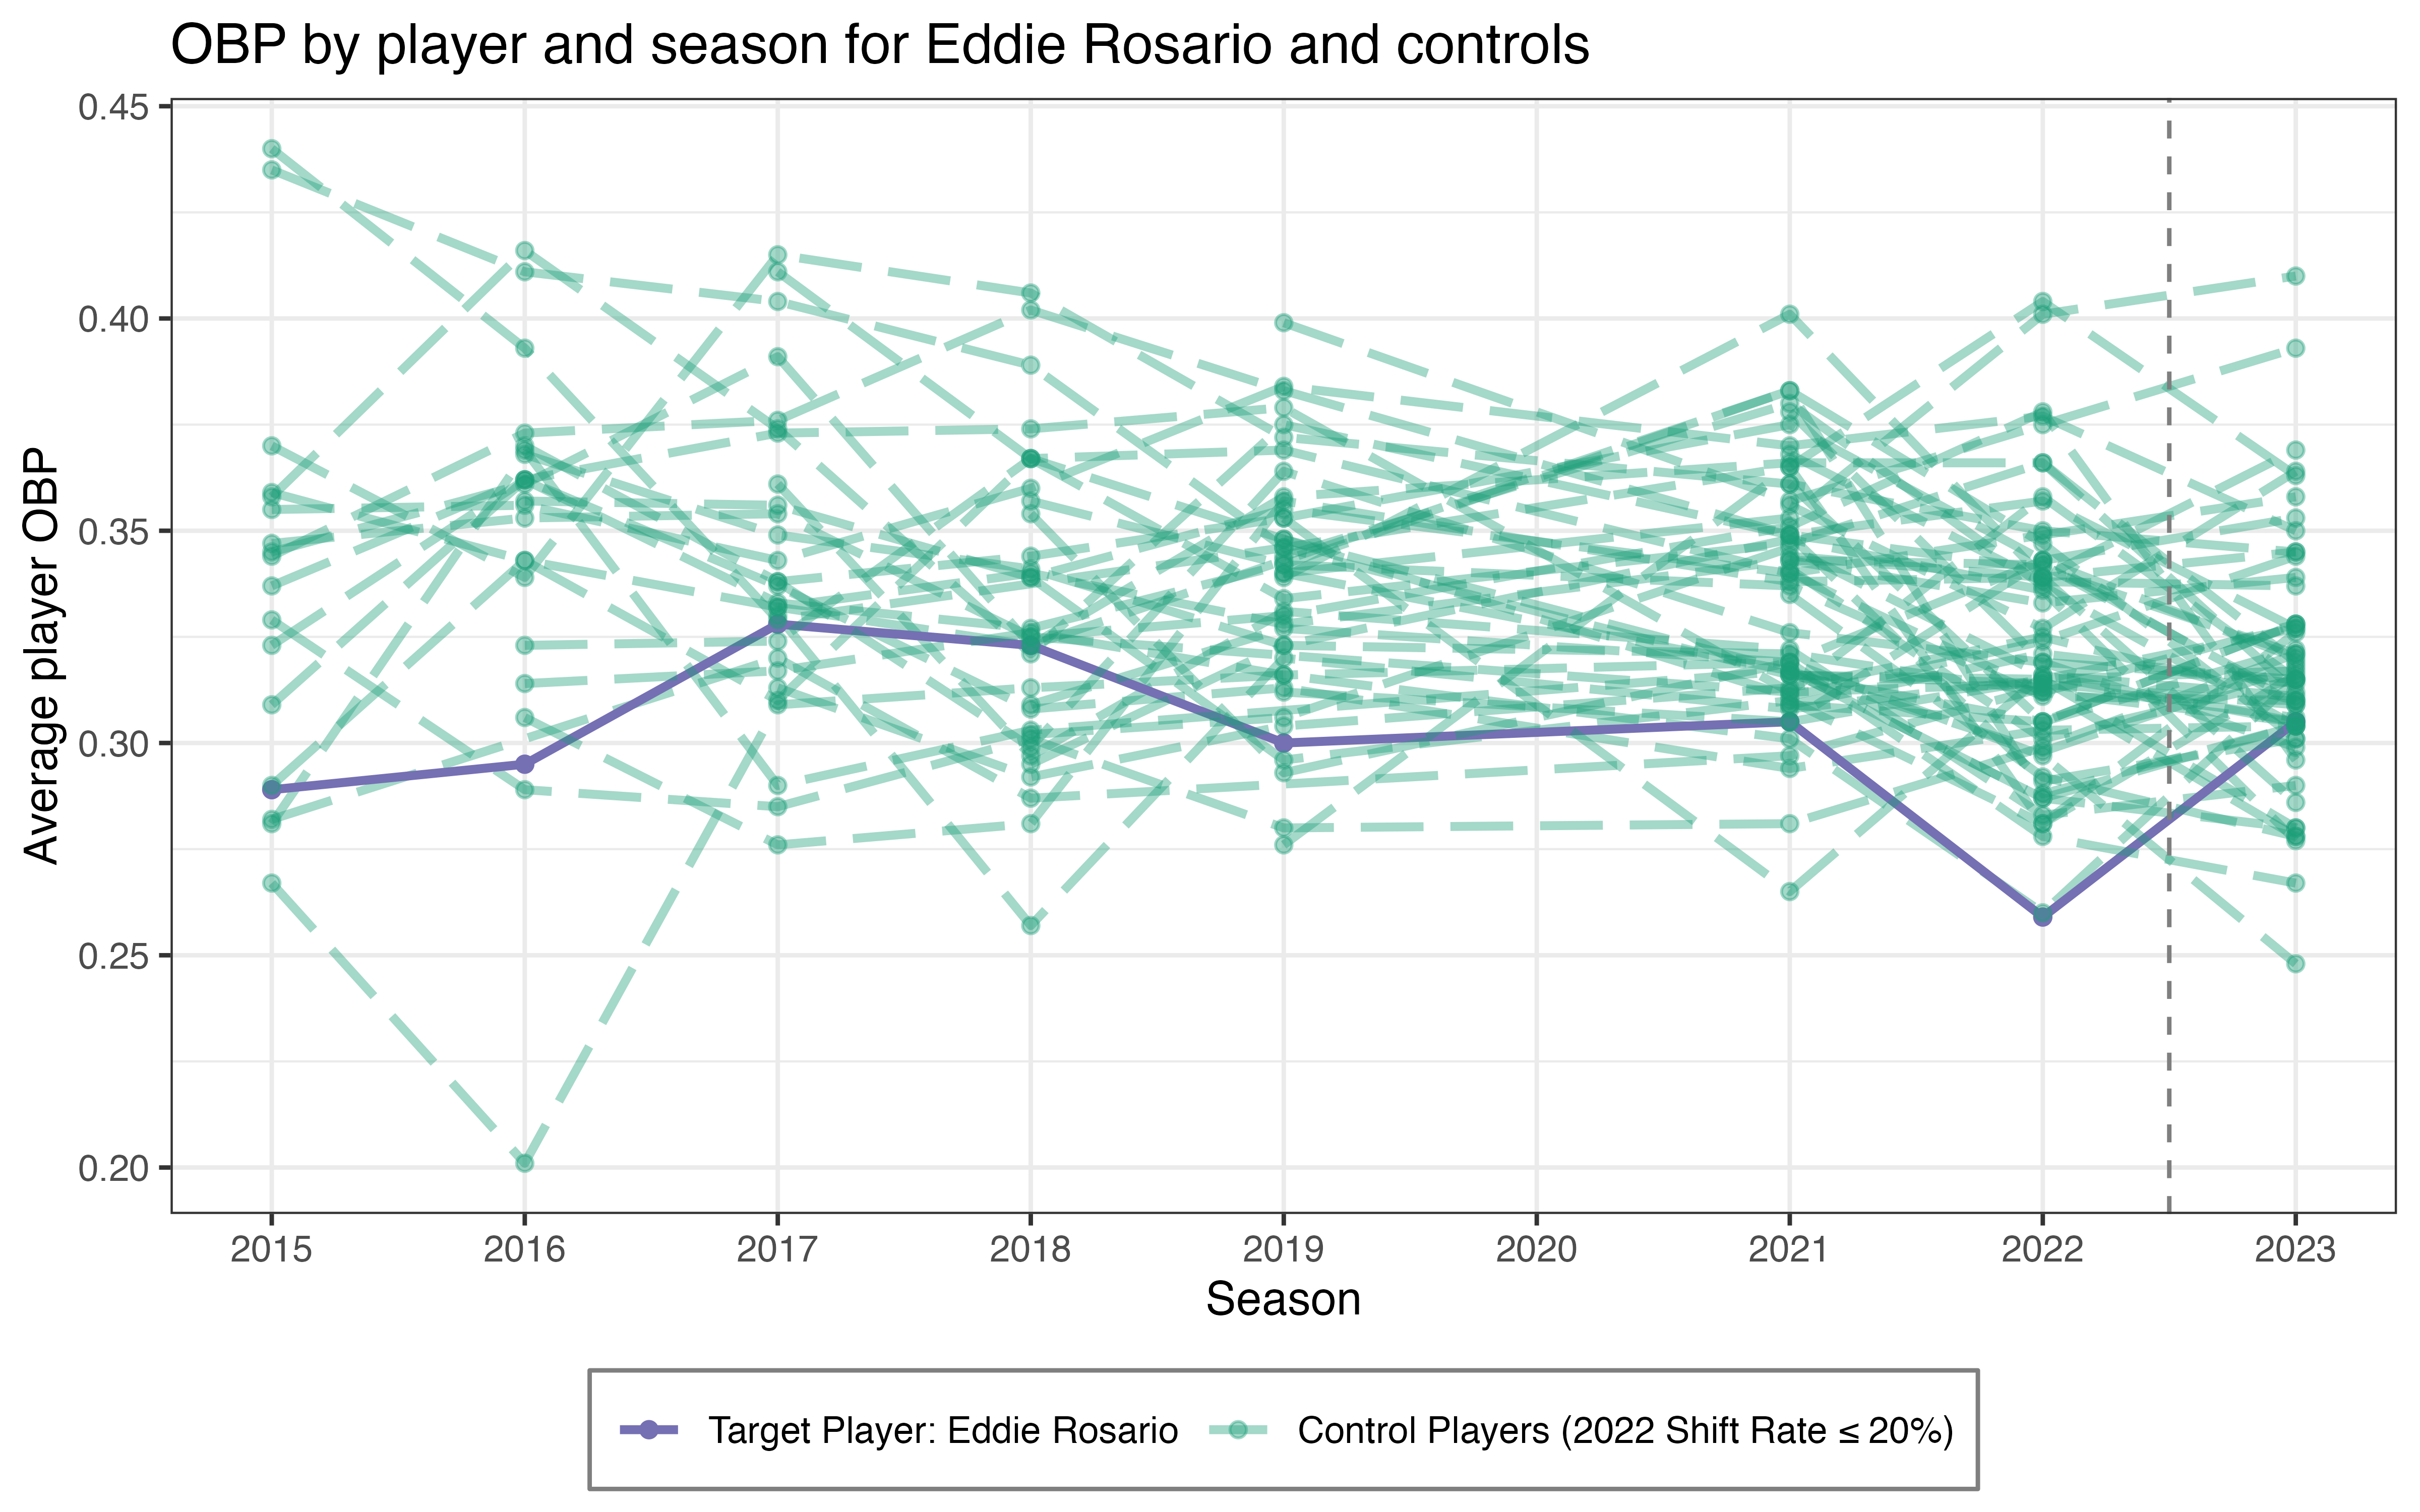 OBP by player and season for Eddie Rosario and controls
Average player OBP
0.45
0.40
0.35
0.30
0.25
0.20
2015 2016 2017 2018 2019 2020 2021 2022 2023
Season
Target Player: Eddie Rosario Control Players (2022 Shift Rate ≤ 20%)